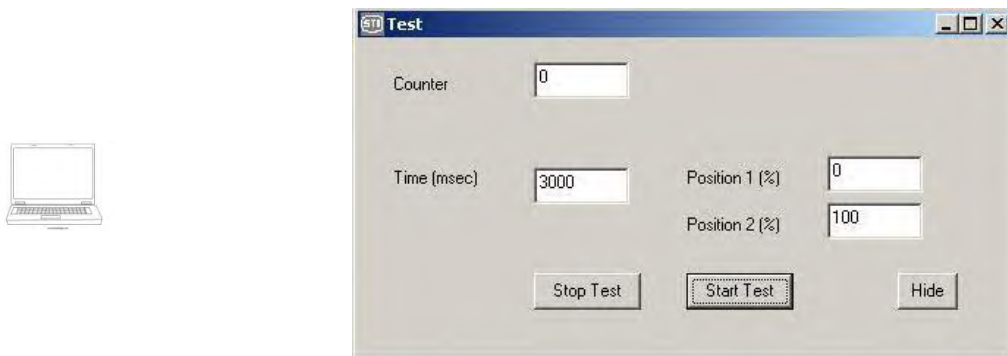 STI Test
Counter 0
Time (msec) 3000 Position 1 (%) 0
Position 2 (%) 100
Stop Test Start Test Hide